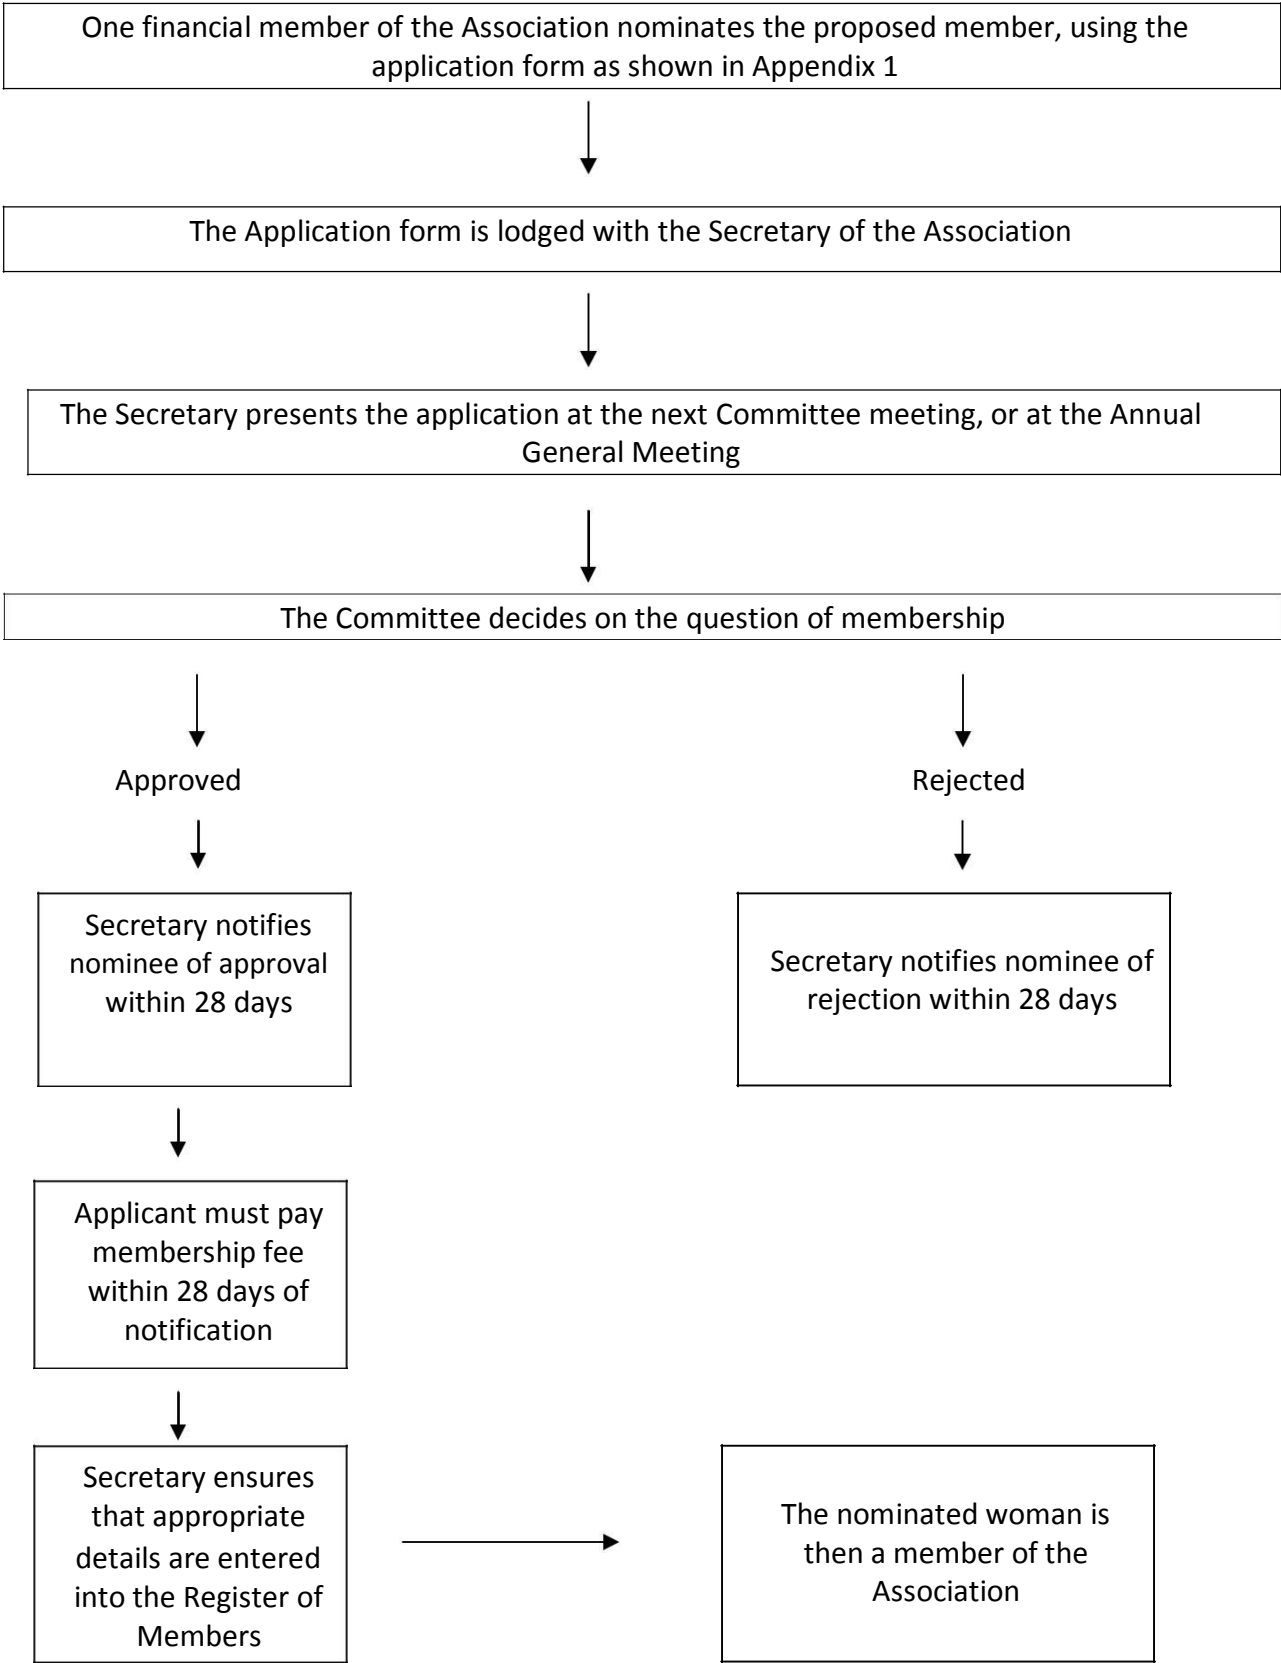 One financial member of the Association nominates the proposed member, using the
application form as shown in Appendix 1
The Application form is lodged with the Secretary of the Association
The Secretary presents the application at the next Committee meeting, or at the Annual
General Meeting
The Committee decides on the question of membership
Approved
Rejected
Secretary notifies
nominee of approval
within 28 days
Secretary notifies nominee of
rejection within 28 days
Applicant must pay
membership fee
within 28 days of
notification
Secretary ensures
that appropriate
details are entered
into the Register of
Members
The nominated woman is
then a member of the
Association